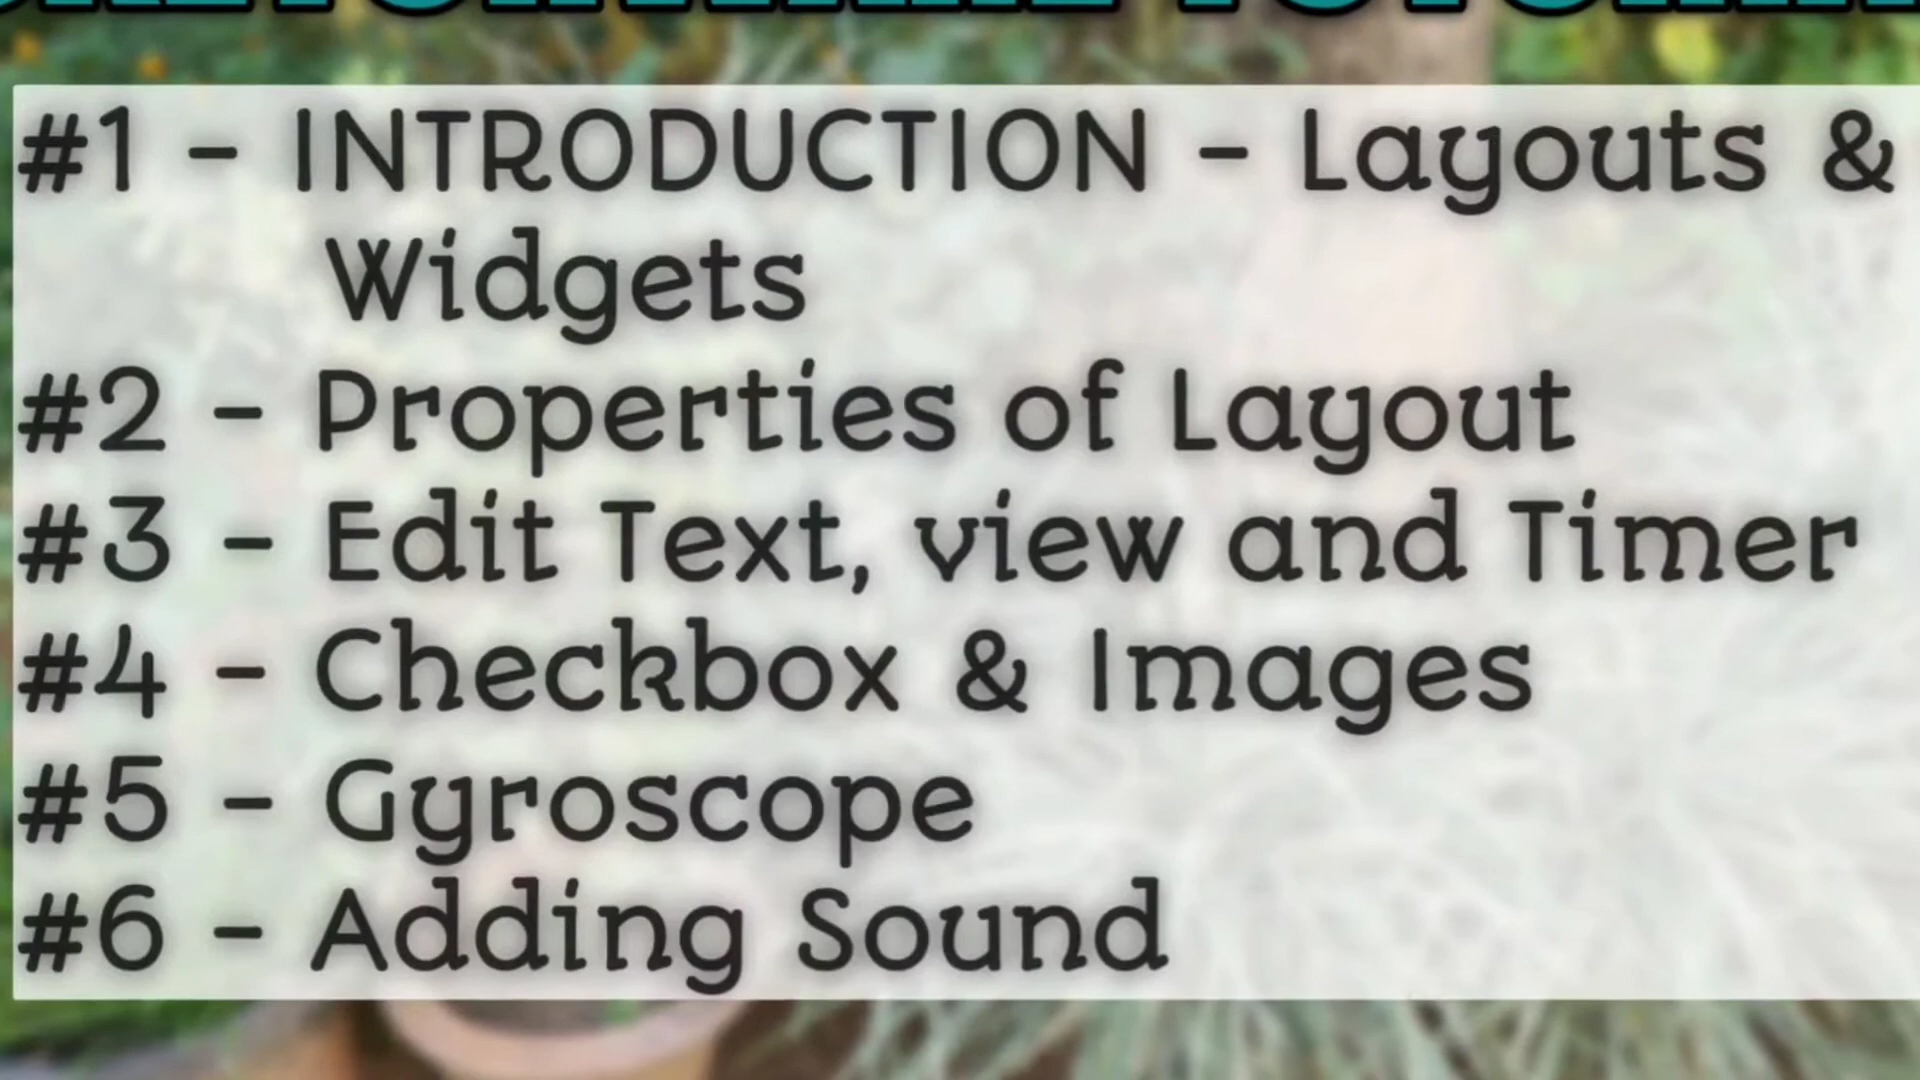 #1 - INTRODUCTION - Layouts &
Widgets
#2 - Properties of Layout
#3 - Edit Text, view and Timer
#4 - Checkbox & Images
#5 - Gyroscope
#6 - Adding Sound